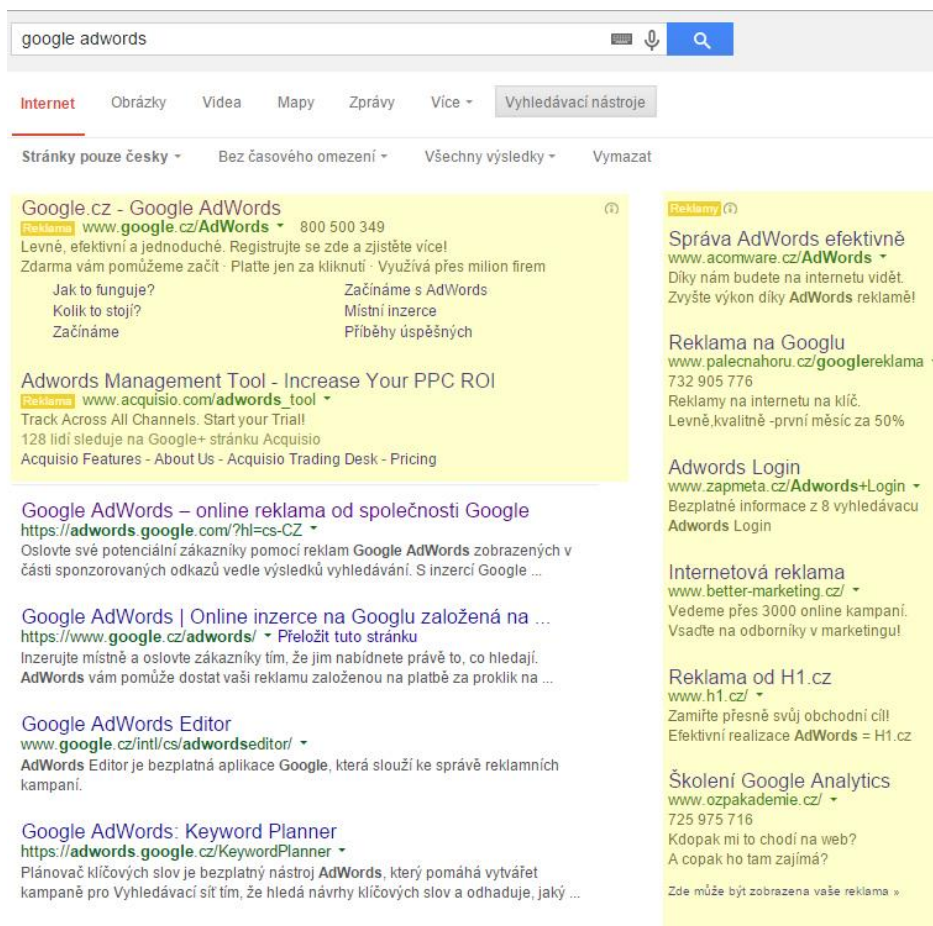 google adwords
Internet Obrázky Videa Mapy Zprávy Více Vyhledávací nástroje
Stránky pouze česky Bez časového omezení Všechny výsledky Vymazat
Google.cz - Google AdWords
Reklama www.google.cz/AdWords 800 500 349
Levné, efektivní a jednoduché. Registrujte se zde a zjistěte více!
Zdarma vám pomůžeme začít · Plaťte jen za kliknutí · Využívá přes milion firem
Jak to funguje? Začínáme s AdWords
Kolik to stojí? Místní inzerce
Začínáme Příběhy úspěšných
Adwords Management Tool - Increase Your PPC ROI
Reklama www.acquisio.com/adwords_tool
Track Across All Channels. Start your Trial!
128 lidí sleduje na Google+ stránku Acquisio
Acquisio Features - About Us - Acquisio Trading Desk - Pricing
Google AdWords – online reklama od společnosti Google
https://adwords.google.com/?hl=cs-CZ
Oslovte své potenciální zákazníky pomocí reklam Google AdWords zobrazených v
části sponzorovaných odkazů vedle výsledků vyhledávání. S inzercí Google ...
Google AdWords | Online inzerce na Googlu založená na ...
https://www.google.cz/adwords/ Přeložit tuto stránku
Inzerujte místně a oslovte zákazníky tím, že jim nabídnete právě to, co hledají.
AdWords vám pomůže dostat vaši reklamu založenou na platbě za proklik na ...
Google AdWords Editor
www.google.cz/intl/cs/adwordseditor/
AdWords Editor je bezplatná aplikace Google, která slouží ke správě reklamních
kampaní.
Google AdWords: Keyword Planner
https://adwords.google.cz/KeywordPlanner
Plánovač klíčových slov je bezplatný nástroj AdWords, který pomáhá vytvářet
kampaně pro Vyhledávací síť tím, že hledá návrhy klíčových slov a odhaduje, jaký ...
Reklamy
Správa AdWords efektivně
www.acomware.cz/AdWords
Díky nám budete na internetu vidět.
Zvyšte výkon díky AdWords reklamě!
Reklama na Googlu
www.palecnahoru.cz/googlereklama
732 905 776
Reklamy na internetu na klíč.
Levně,kvalitně -první měsíc za 50%
Adwords Login
www.zapmeta.cz/Adwords+Login
Bezplatné informace z 8 vyhledávacu
Adwords Login
Internetová reklama
www.better-marketing.cz/
Vedeme přes 3000 online kampaní.
Vsaďte na odborníky v marketingu!
Reklama od H1.cz
www.h1.cz/
Zamiřte přesně svůj obchodní cíl!
Efektivní realizace AdWords = H1.cz
Školení Google Analytics
www.ozpakademie.cz/
725 975 716
Kdopak mi to chodí na web?
A copak ho tam zajímá?
Zde může být zobrazena vaše reklama »